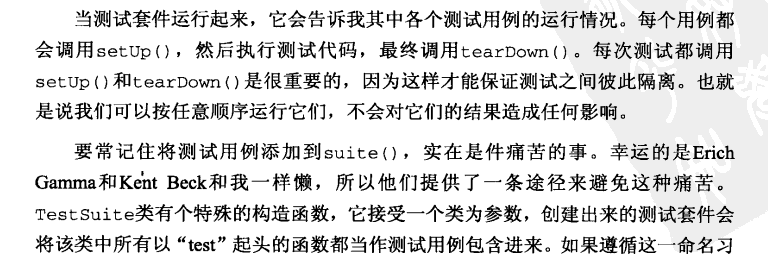 当测试套件运行起来，它会告诉我其中各个测试用例的运行情况。每个用例都
会调用setUp()，然后执行测试代码，最终调用tearDown()。每次测试都调用
setUp()和tearDown()是很重要的，因为这样才能保证测试之间彼此隔离。也就
是说我们可以按任意顺序运行它们，不会对它们的结果造成任何影响。
要常记住将测试用例添加到suite()，实在是件痛苦的事。幸运的是Erich
Gamma和Kent Beck和我一样懒，所以他们提供了一条途径来避免这种痛苦。
TestSuite类有个特殊的构造函数，它接受一个类为参数，创建出来的测试套件会
将该类中所有以“test”起头的函数都当作测试用例包含进来。如果遵循这一命名习